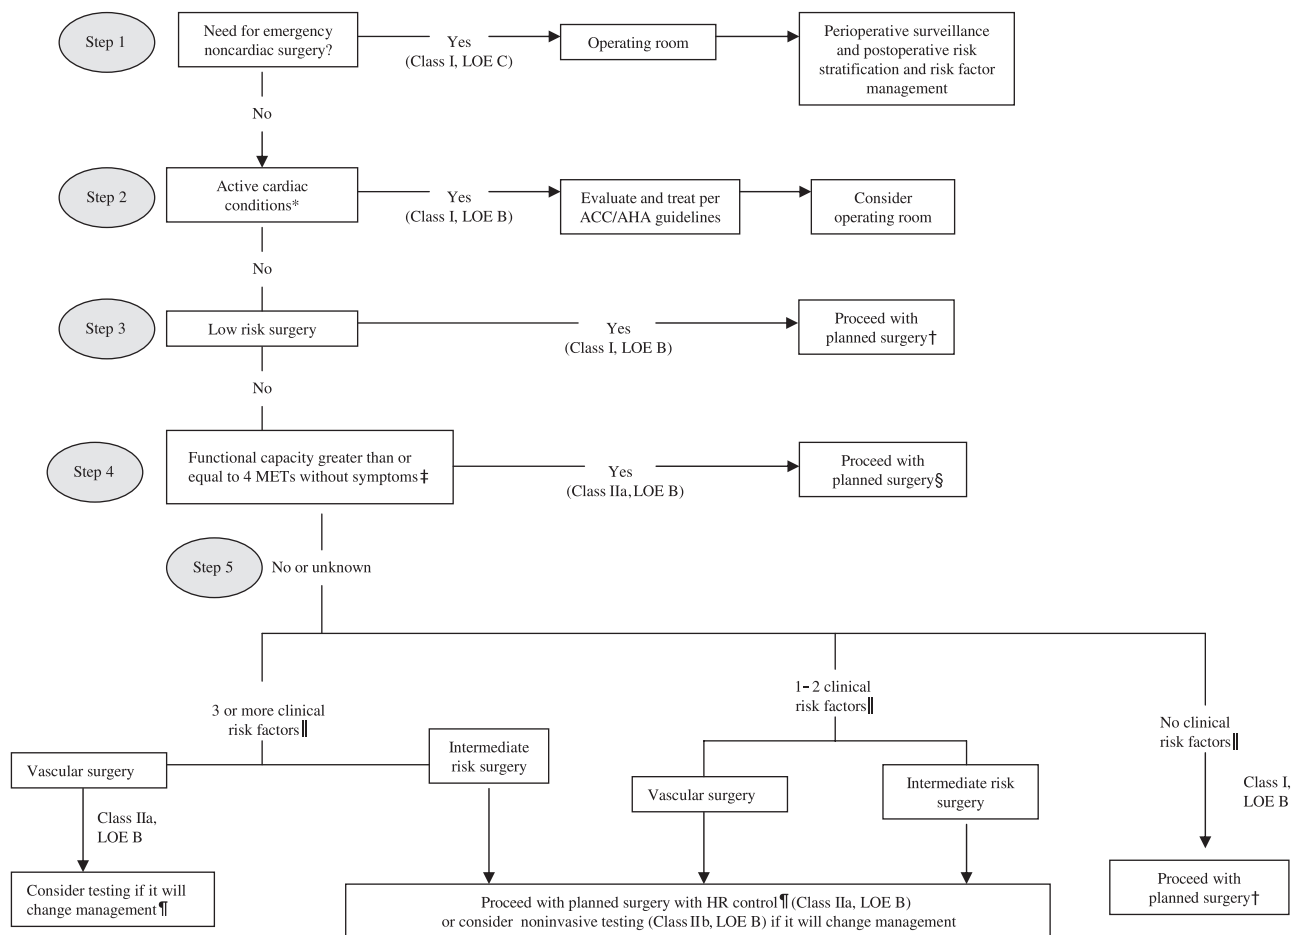 Step 1
Need for emergency
noncardiac surgery?
Yes
(Class I, LOE C)
Operating room
Perioperative surveillance
and postoperative risk
stratification and risk factor
management
No
Step 2
Active cardiac
conditions*
Yes
(Class I, LOE B)
Evaluate and treat per
ACC/AHA guidelines
Consider
operating room
No
Step 3
Low risk surgery
Yes
(Class I, LOE B)
Proceed with
planned surgery†
No
Step 4
Functional capacity greater than or
equal to 4 METs without symptoms‡
Yes
(Class IIa, LOE B)
Proceed with
planned surgery§
Step 5
No or unknown
3 or more clinical
risk factors‖
Vascular surgery
Class IIa,
LOE B
Consider testing if it will
change management¶
Intermediate
risk surgery
1–2 clinical
risk factors‖
Vascular surgery
Intermediate risk
surgery
Proceed with planned surgery with HR control¶ (Class IIa, LOE B)
or consider noninvasive testing (Class IIb, LOE B) if it will change management
No clinical
risk factors‖
Class I,
LOE B
Proceed with
planned surgery†